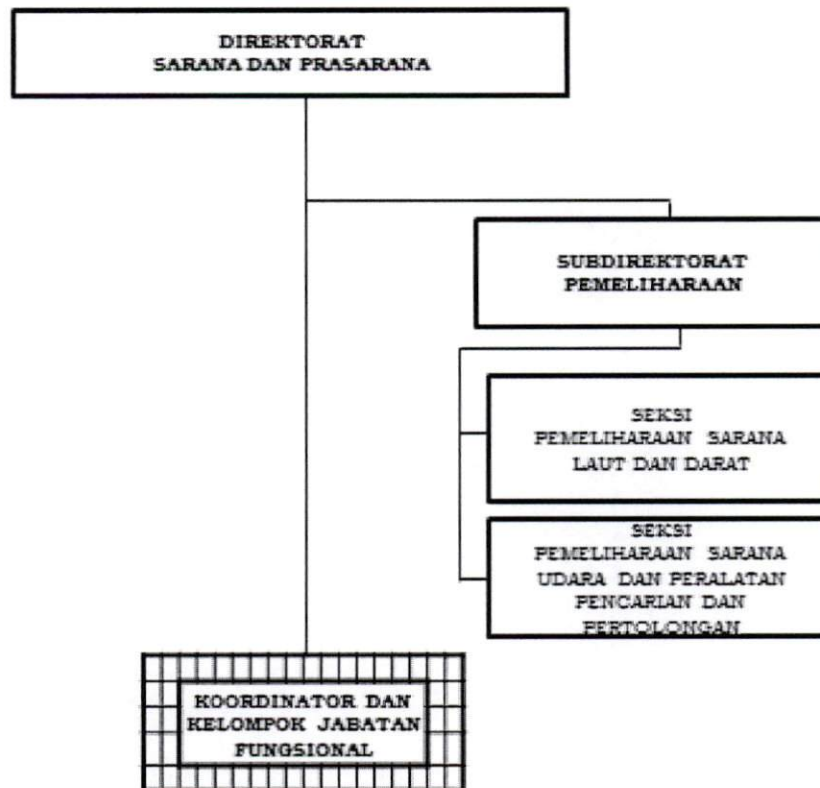 DIREKTORAT
SARANA DAN PRASARANA
SUBDIREKTORAT
PEMELIHARAAN
SEKSI
PEMELIHARAAN SARANA
LAUT DAN DARAT
SEKSI
PEMELIHARAAN SARANA
UDARA DAN PERALATAN
PENCARIAN DAN
PERTOLONGAN
KOORDINATOR DAN
KELOMPOK JABATAN
FUNGSIONAL